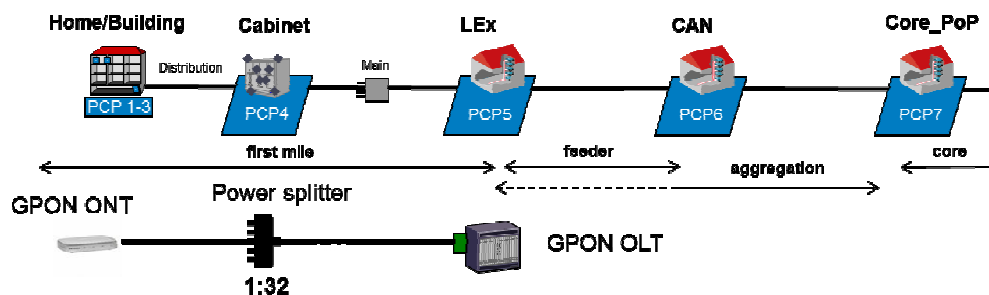 Home/Building
Cabinet
LEx
CAN
Core_PoP
Distribution
Main
PCP 1-3
PCP4
PCP5
PCP6
PCP7
first mile
feeder
aggregation
core
GPON ONT
Power splitter
GPON OLT
1:32